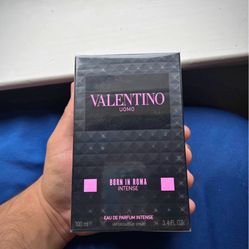 VALENTINO
UOMO
BORN IN ROMA
INTENSE
EAU DE PARFUM INTENSE
100 ml 3.4 FL. OZ.